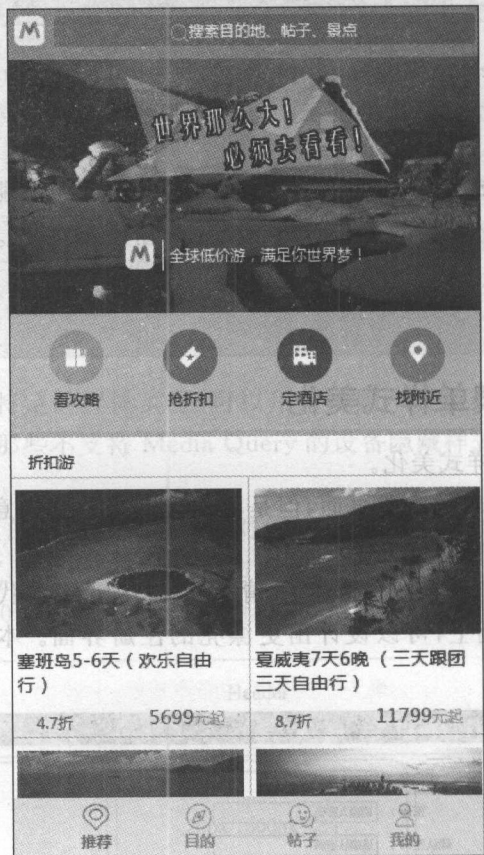 M 搜索目的地、帖子、景点
世界那么大!
必须去看看!
M 全球低价游，满足你世界梦！
看攻略 抢折扣 定酒店 找附近
折扣游
塞班岛5-6天（欢乐自由
行）
4.7折 5699元起
夏威夷7天6晚 （三天跟团
三天自由行）
8.7折 11799元起
推荐 目的 帖子 我的